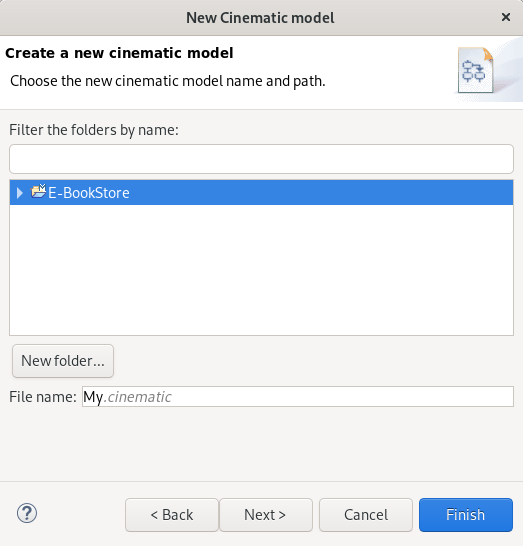 New Cinematic model
×
Create a new cinematic model
Choose the new cinematic model name and path.
Filter the folders by name:
E-BookStore
New folder...
File name: My.cinematic
?
< Back
Next >
Cancel
Finish